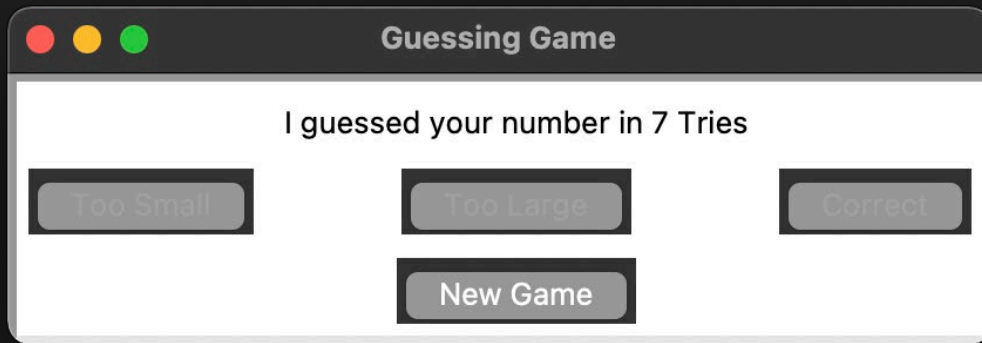 Guessing Game
I guessed your number in 7 Tries
Too Small Too Large Correct
New Game